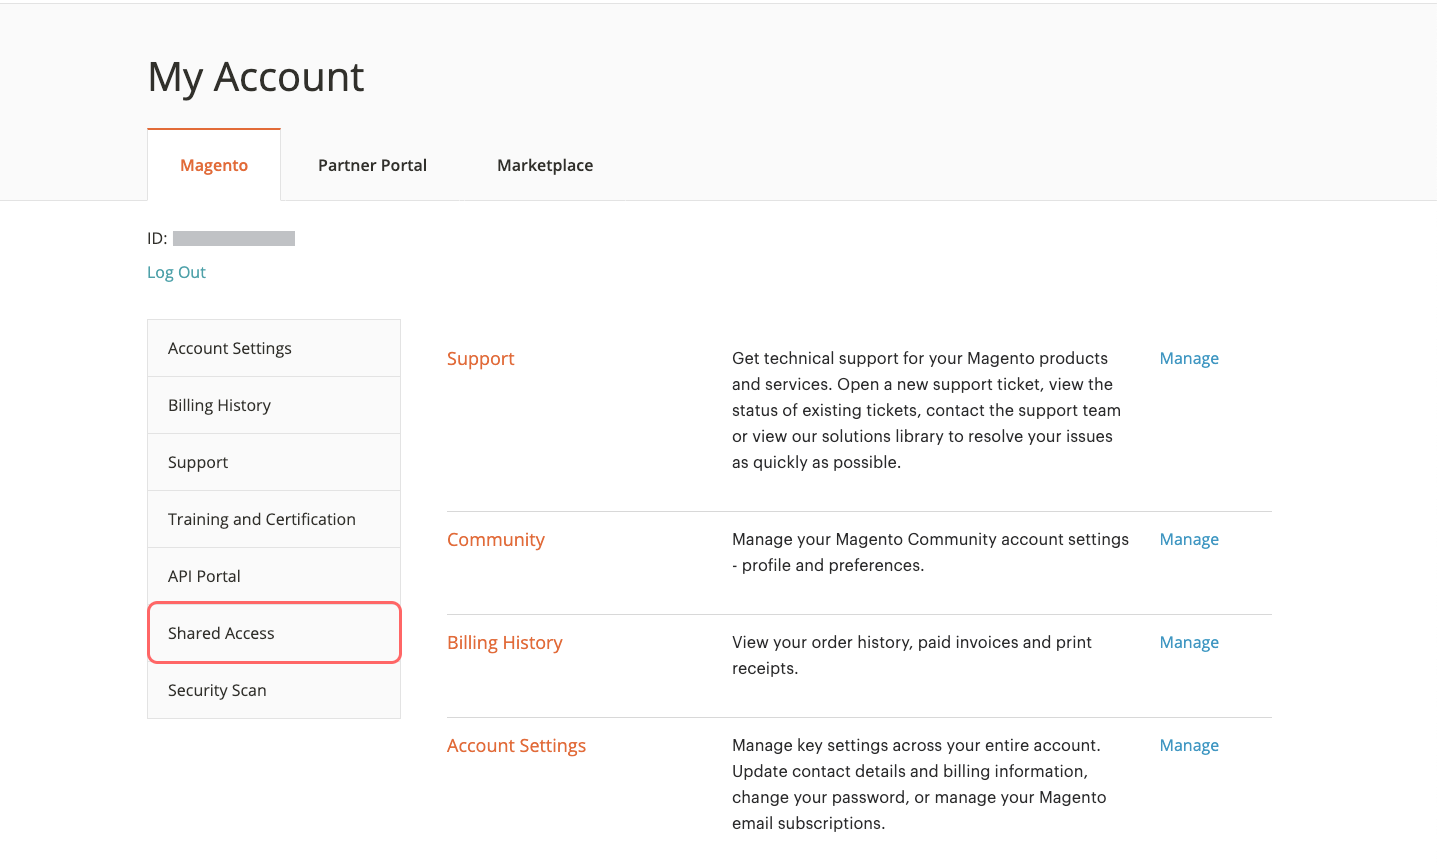 My Account
Magento
Partner Portal
Marketplace
ID:
Log Out
Account Settings
Billing History
Support
Training and Certification
API Portal
Shared Access
Security Scan
Support
Get technical support for your Magento products
and services. Open a new support ticket, view the
status of existing tickets, contact the support team
or view our solutions library to resolve your issues
as quickly as possible.
Manage
Community
Manage your Magento Community account settings
- profile and preferences.
Manage
Billing History
View your order history, paid invoices and print
receipts.
Manage
Account Settings
Manage key settings across your entire account.
Update contact details and billing information,
change your password, or manage your Magento
email subscriptions.
Manage